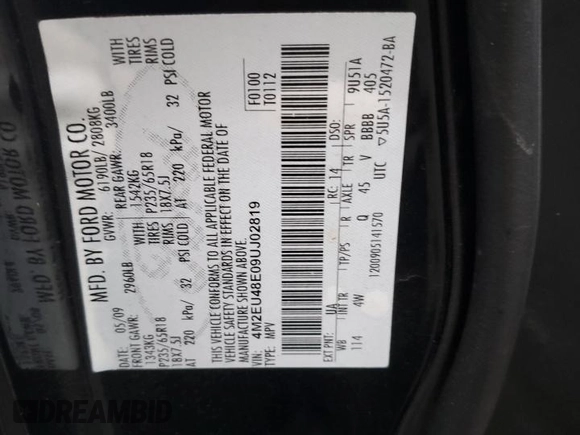 MFD. BY FORD MOTOR CO.
DATE: 05/09
GVWR: 6190LB/ 2808KG
FRONT GAWR: 2960LB
REAR GAWR: 3400LB
1343KG WITH
1542KG WITH
P235/65R18 TIRES
P235/65R18 TIRES
18X7.5J RIMS
18X7.5J RIMS
AT 220 kPa/ 32 PSI COLD
AT 220 kPa/ 32 PSI COLD
THIS VEHICLE CONFORMS TO ALL APPLICABLE FEDERAL MOTOR
VEHICLE SAFETY STANDARDS IN EFFECT ON THE DATE OF
MANUFACTURE SHOWN ABOVE.
VIN: 4M2EU48E09UJ02819
TYPE: MPV
F0100
T0112
EXT PNT: UA RC: 14 DSO:
WB INT TR TP/PS R AXLE TR SPR 9U51A
114 4W Q 45 V BBBB 405
1200905141570 UTC ▽5U5A-1520472-BA
DREAMBID